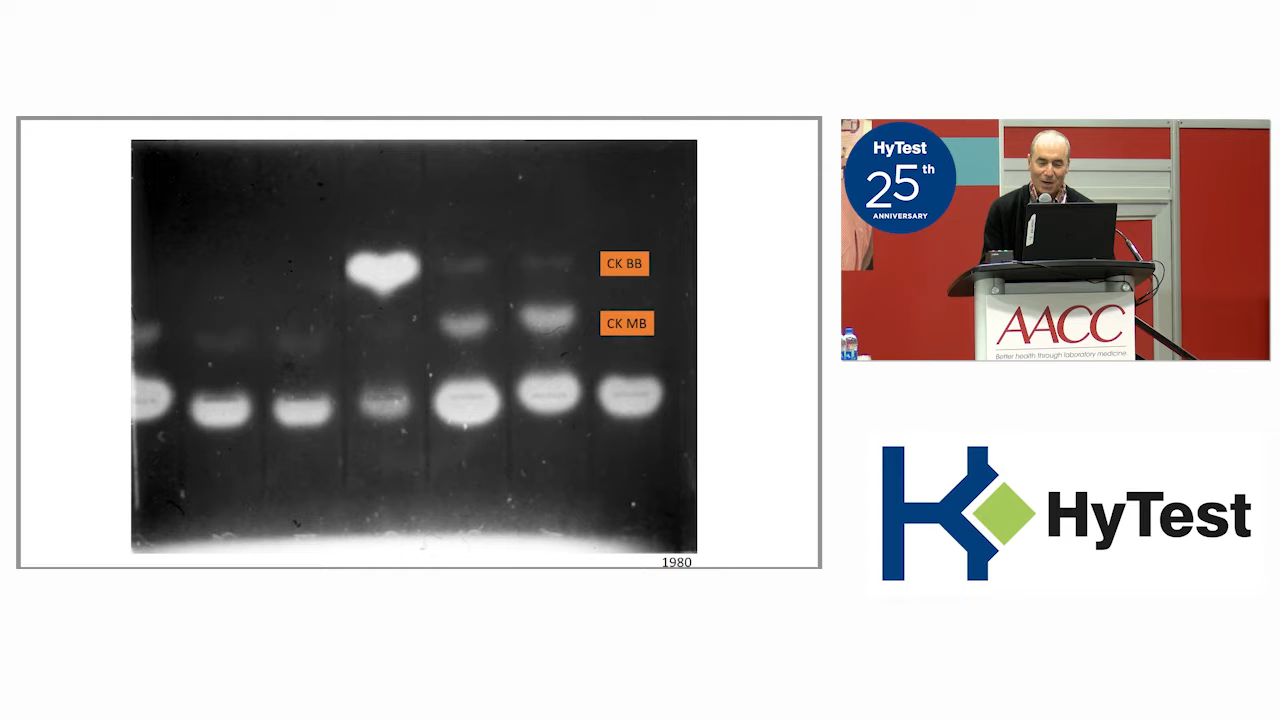 CK BB
CK MB
1980
HyTest
25th
ANNIVERSARY
AACC
Better health through laboratory medicine
HyTest